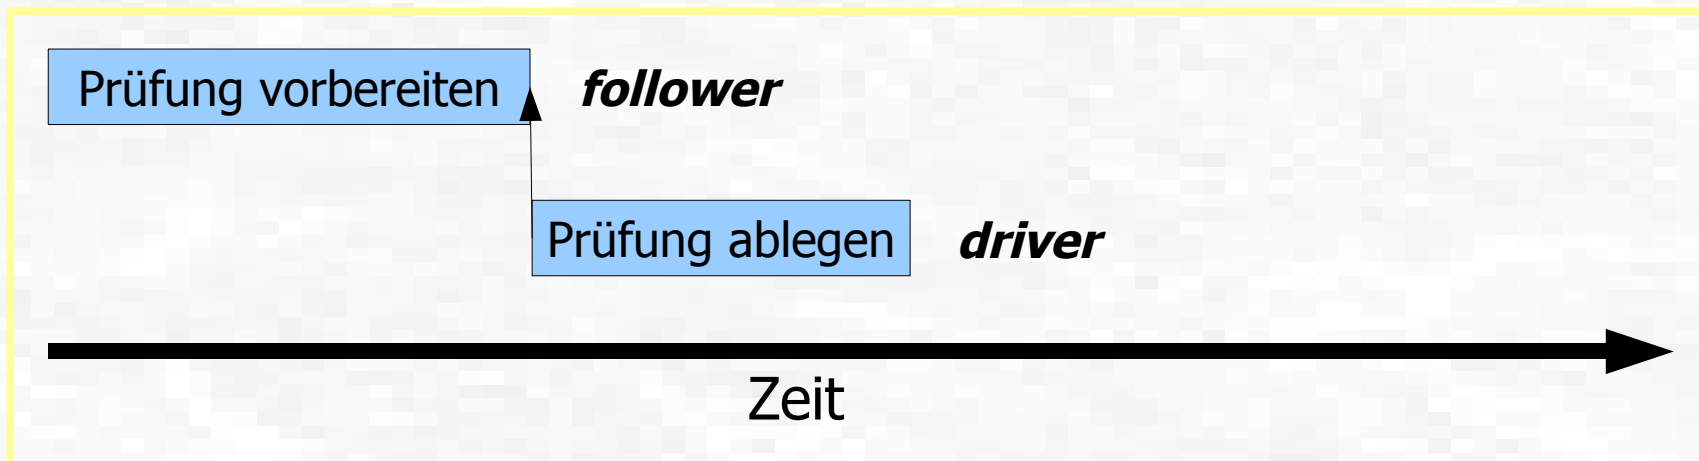 Prüfung vorbereiten follower
Prüfung ablegen driver
Zeit